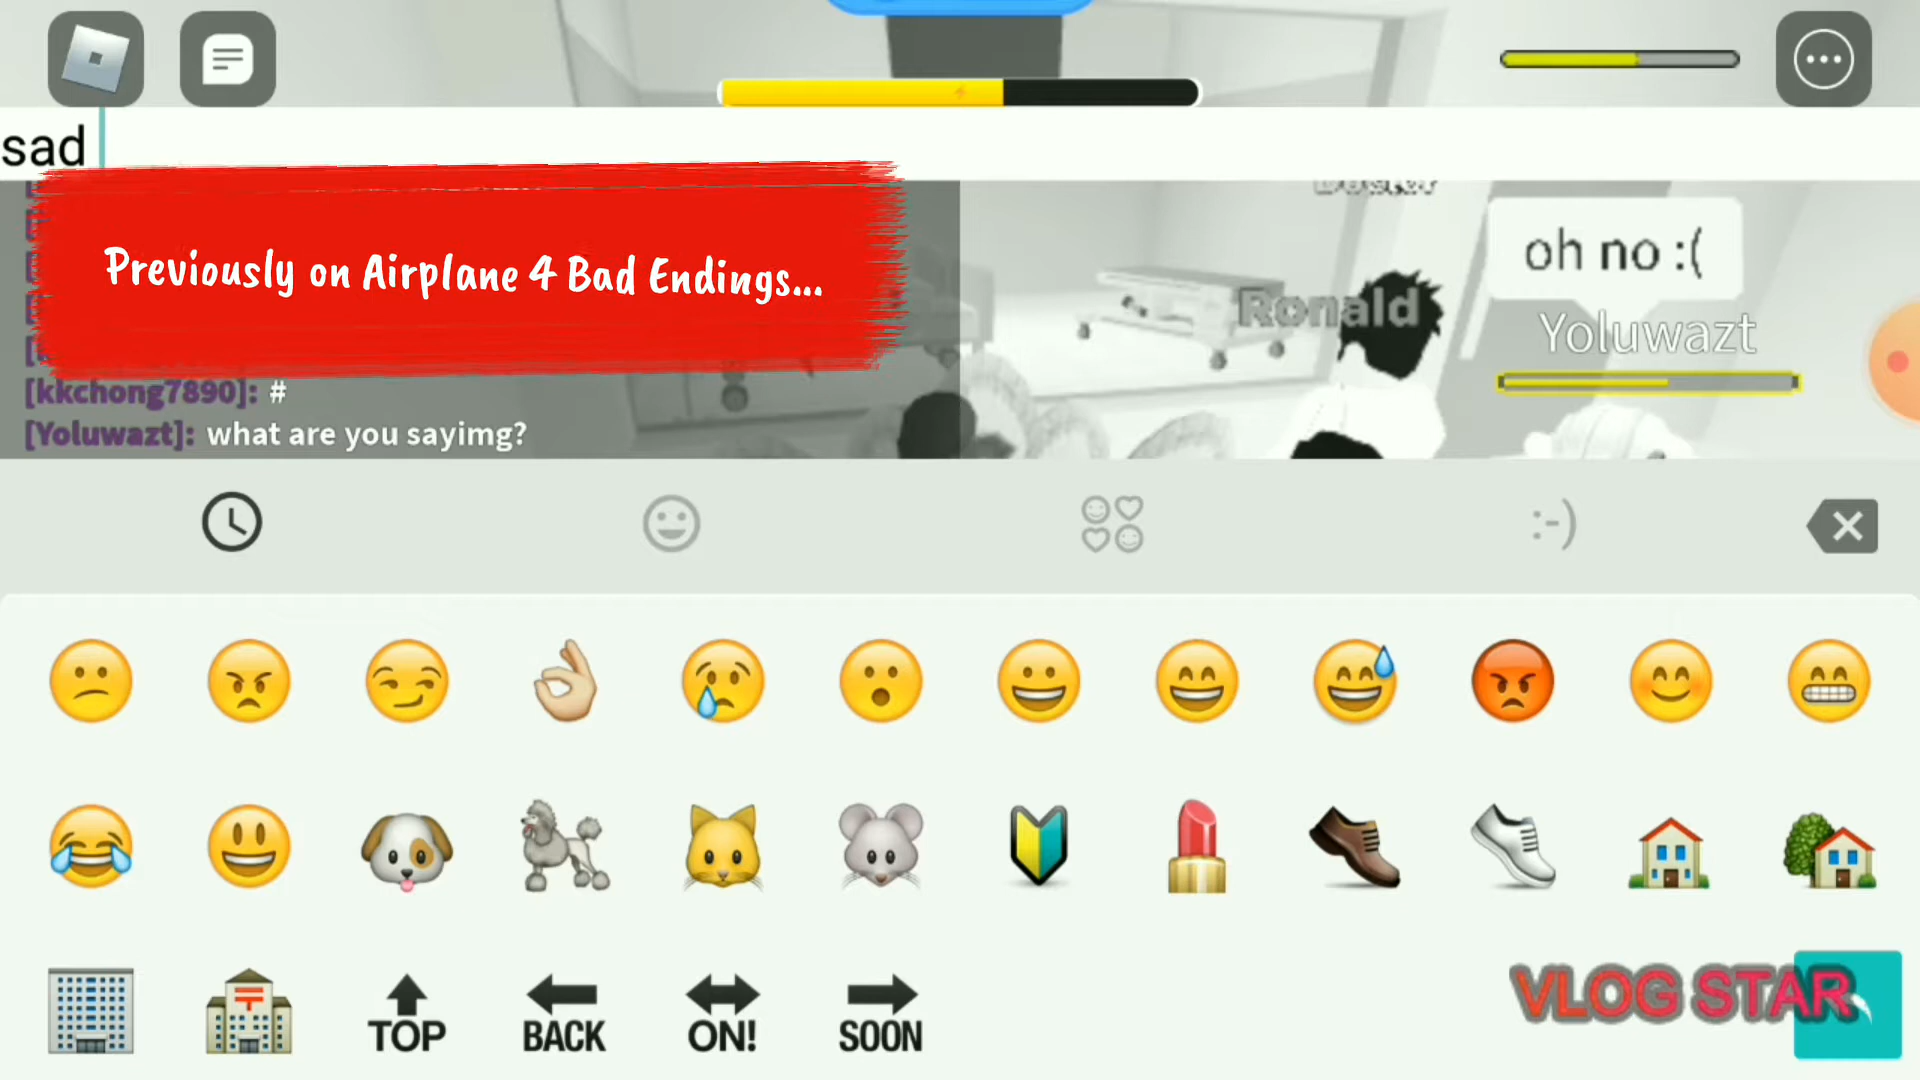 sad
Previously on Airplane 4 Bad Endings...
oh no :(
Ronald
Yoluwazt
[kkchong7890]: #
[Yoluwazt]: what are you sayimg?
:-)
TOP
BACK
ON!
SOON
VLOG STAR